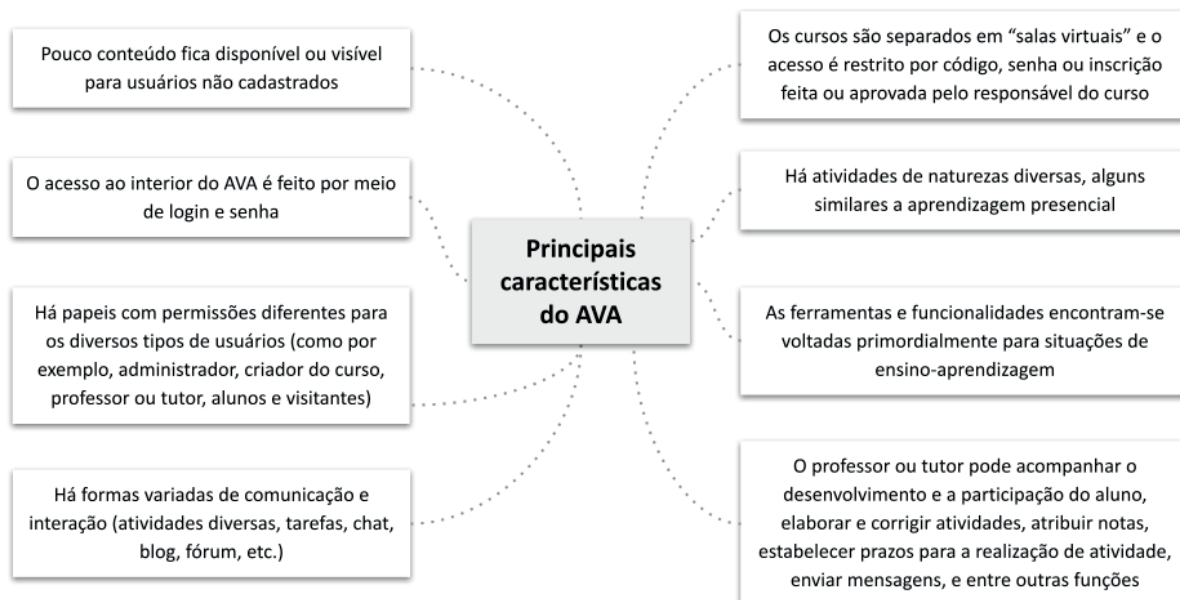 Pouco conteúdo fica disponível ou visível
para usuários não cadastrados
O acesso ao interior do AVA é feito por meio
de login e senha
Há papeis com permissões diferentes para
os diversos tipos de usuários (como por
exemplo, administrador, criador do curso,
professor ou tutor, alunos e visitantes)
Há formas variadas de comunicação e
interação (atividades diversas, tarefas, chat,
blog, fórum, etc.)
Principais
características
do AVA
Os cursos são separados em “salas virtuais” e o
acesso é restrito por código, senha ou inscrição
feita ou aprovada pelo responsável do curso
Há atividades de naturezas diversas, alguns
similares a aprendizagem presencial
As ferramentas e funcionalidades encontram-se
voltadas primordialmente para situações de
ensino-aprendizagem
O professor ou tutor pode acompanhar o
desenvolvimento e a participação do aluno,
elaborar e corrigir atividades, atribuir notas,
estabelecer prazos para a realização de atividade,
enviar mensagens, e entre outras funções